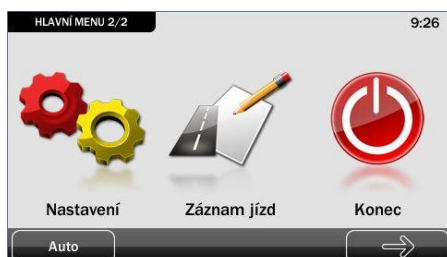 HLAVNÍ MENU 2/2
9:26
Nastavení
Záznam jízd
Konec
Auto